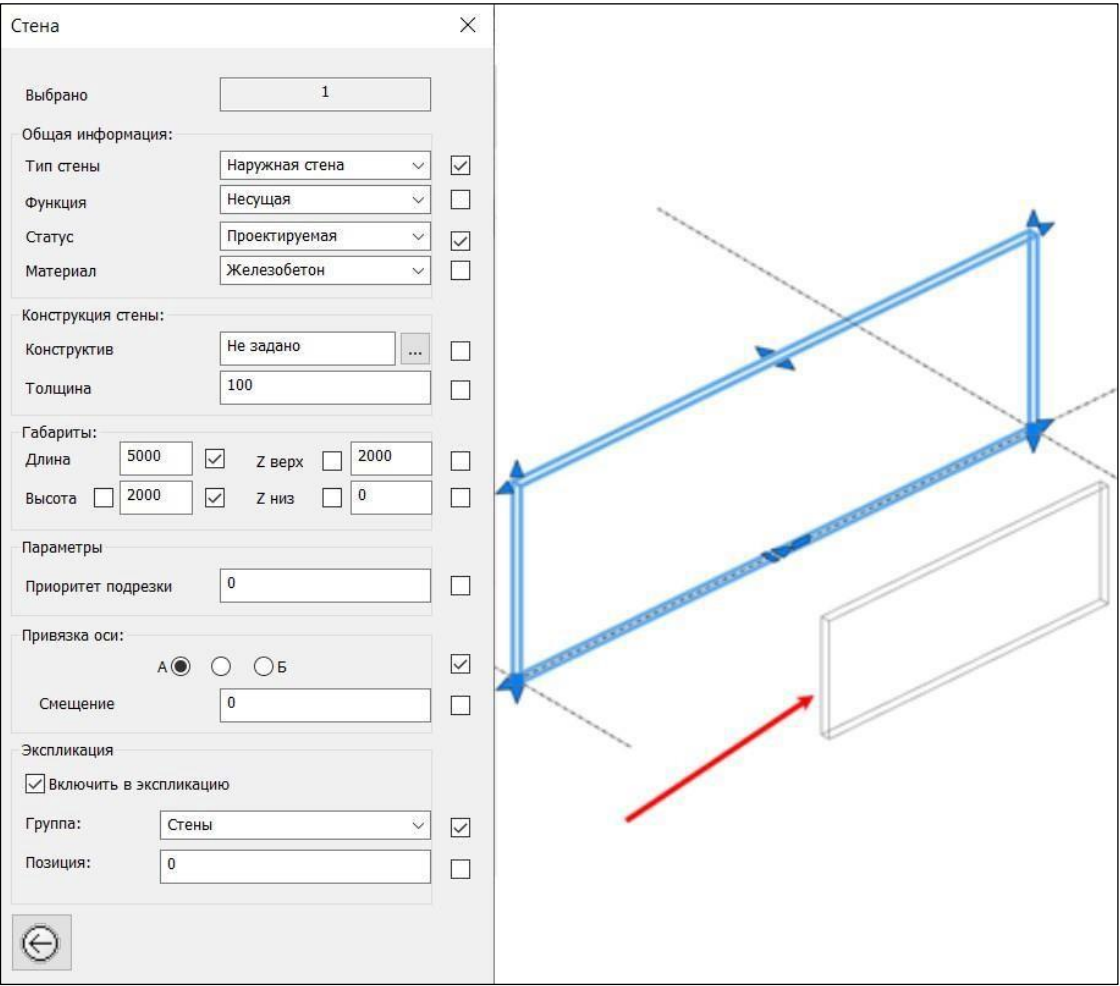 Стена
Выбрано 1
Общая информация:
Тип стены Наружная стена
Функция Несущая
Статус Проектируемая
Материал Железобетон
Конструкция стены:
Конструктив Не задано ...
Толщина 100
Габариты:
Длина 5000 Z верх 2000
Высота 2000 Z низ 0
Параметры
Приоритет подрезки 0
Привязка оси:
А Б
Смещение 0
Экспликация
Включить в экспликацию
Группа: Стены
Позиция: 0